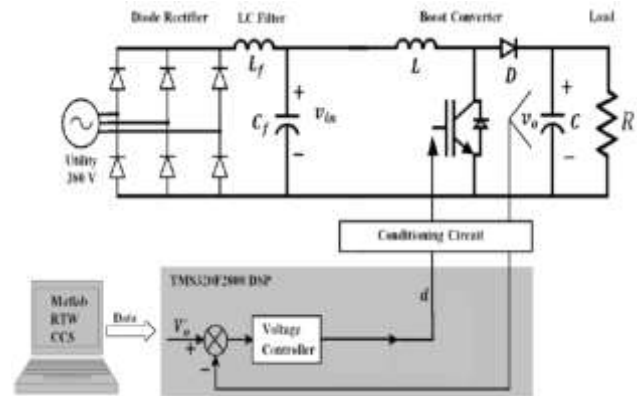 Diode Rectifier
LC Filter
Boost Converter
Load
L_f
L
D
+
C_f
v_in
−
+
v_o
C
−
R
Utility
260 V
Conditioning Circuit
TMS320F2808 DSP
Matlab
RTW
CCS
Data
V_o^*
+
−
Voltage
Controller
d